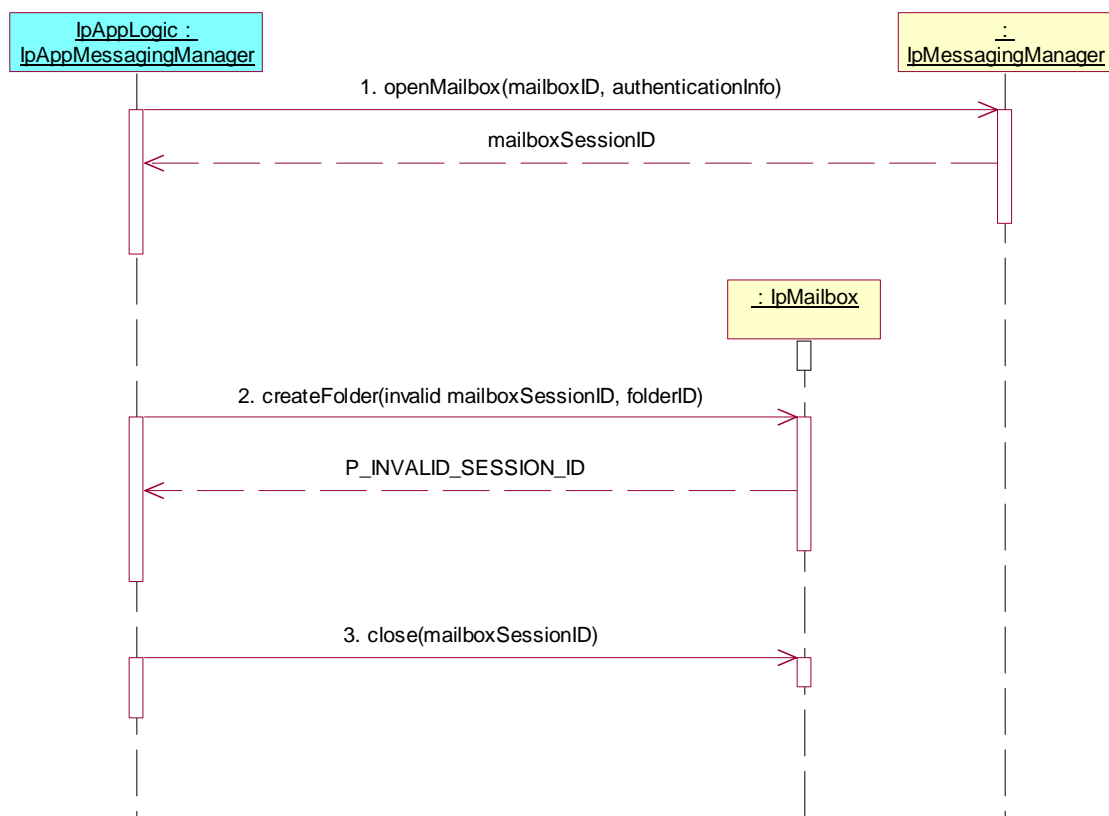 IpAppLogic :
IpAppMessagingManager
:
IpMessagingManager
1. openMailbox(mailboxID, authenticationInfo)
mailboxSessionID
: IpMailbox
2. createFolder(invalid mailboxSessionID, folderID)
P_INVALID_SESSION_ID
3. close(mailboxSessionID)